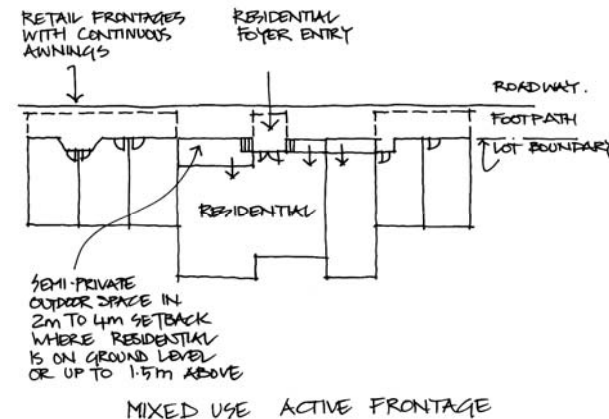 RETAIL FRONTAGES
WITH CONTINUOUS
AWNINGS
RESIDENTIAL
FOYER ENTRY
ROADWAY.
FOOTPATH
LOT BOUNDARY
RESIDENTIAL
SEMI-PRIVATE
OUTDOOR SPACE IN
2m TO 4m SETBACK
WHERE RESIDENTIAL
IS ON GROUND LEVEL
OR UP TO 1.5m ABOVE
MIXED USE ACTIVE FRONTAGE